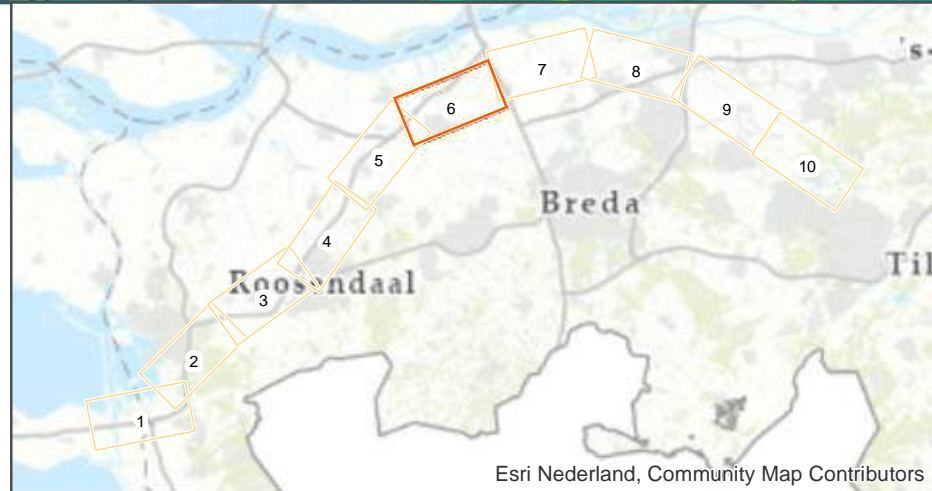 's-
7
8
6
9
5
10
Breda
4
Til
Roosendaal
3
2
1
Esri Nederland, Community Map Contributors